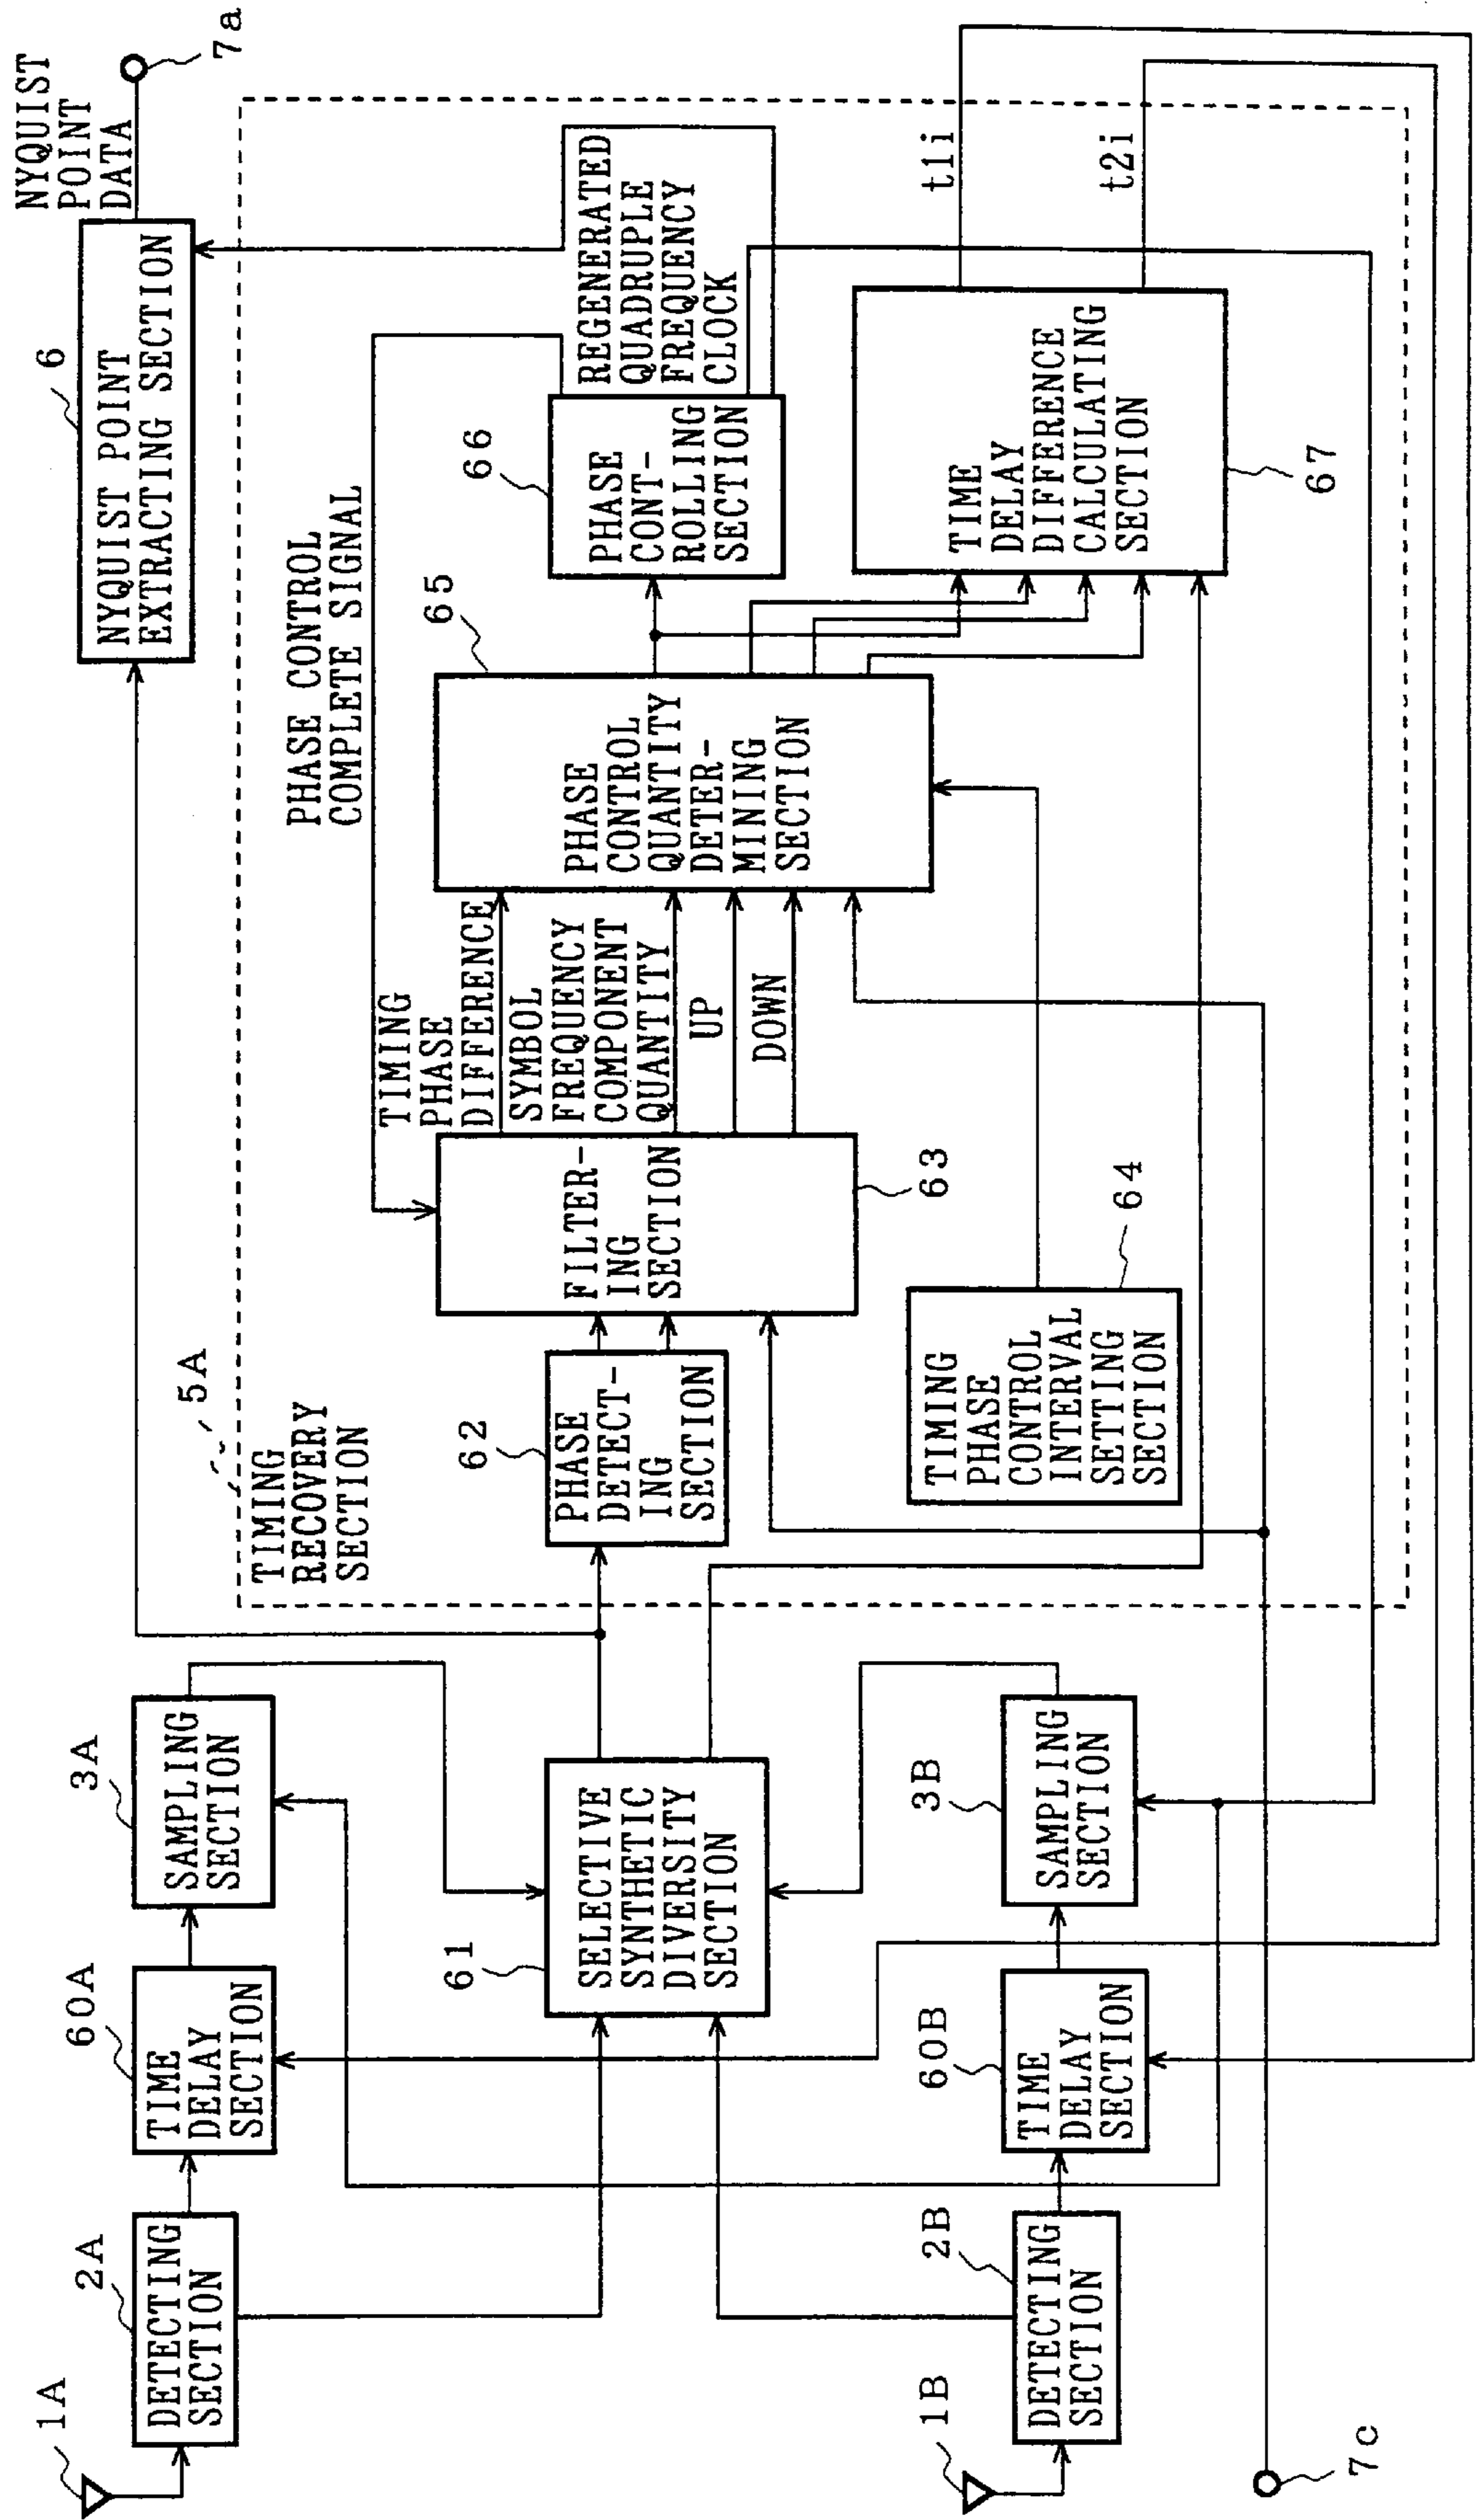 1A
2A
DETECTING
SECTION
60A
TIME
DELAY
SECTION
3A
SAMPLING
SECTION
6
NYQUIST POINT
EXTRACTING SECTION
NYQUIST
POINT
DATA
7a
5A
TIMING
RECOVERY
SECTION
61
SELECTIVE
SYNTHETIC
DIVERSITY
SECTION
62
PHASE
DETECT-
ING
SECTION
63
FILTER-
ING
SECTION
TIMING
PHASE
DIFFERENCE
SYMBOL
FREQUENCY
COMPONENT
QUANTITY
UP
DOWN
PHASE CONTROL
COMPLETE SIGNAL
65
PHASE
CONTROL
QUANTITY
DETER-
MINING
SECTION
66
PHASE
CONT-
ROLLING
SECTION
REGENERATED
QUADRUPLE
FREQUENCY
CLOCK
64
TIMING
PHASE
CONTROL
INTERVAL
SETTING
SECTION
67
TIME
DELAY
DIFFERENCE
CALCULATING
SECTION
t1i
t2i
1B
2B
DETECTING
SECTION
60B
TIME
DELAY
SECTION
3B
SAMPLING
SECTION
7c